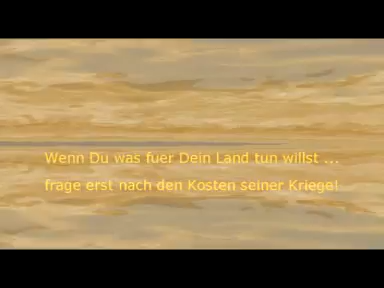 Wenn Du was fuer Dein Land tun willst ...
frage erst nach den Kosten seiner Kriege!